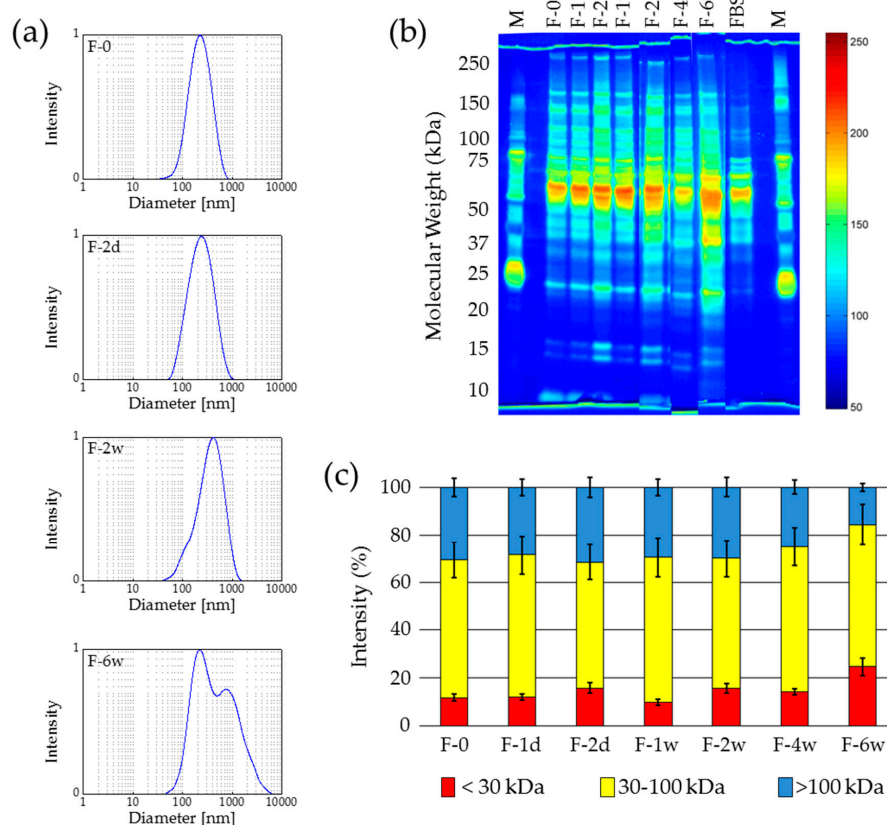 (a)
F-0
1
Intensity
0
1 10 100 1000 10000
Diameter [nm]
F-2d
1
Intensity
0
1 10 100 1000 10000
Diameter [nm]
F-2w
1
Intensity
0
1 10 100 1000 10000
Diameter [nm]
F-6w
1
Intensity
0
1 10 100 1000 10000
Diameter [nm]
(b)
M F-0 F-1 F-2 F-1 F-2 F-4 F-6 FBS M
Molecular Weight (kDa)
250
150
100
75
50
37
25
20
15
10
250
200
150
100
50
(c)
Intensity (%)
100
80
60
40
20
0
F-0 F-1d F-2d F-1w F-2w F-4w F-6w
< 30 kDa 30-100 kDa >100 kDa